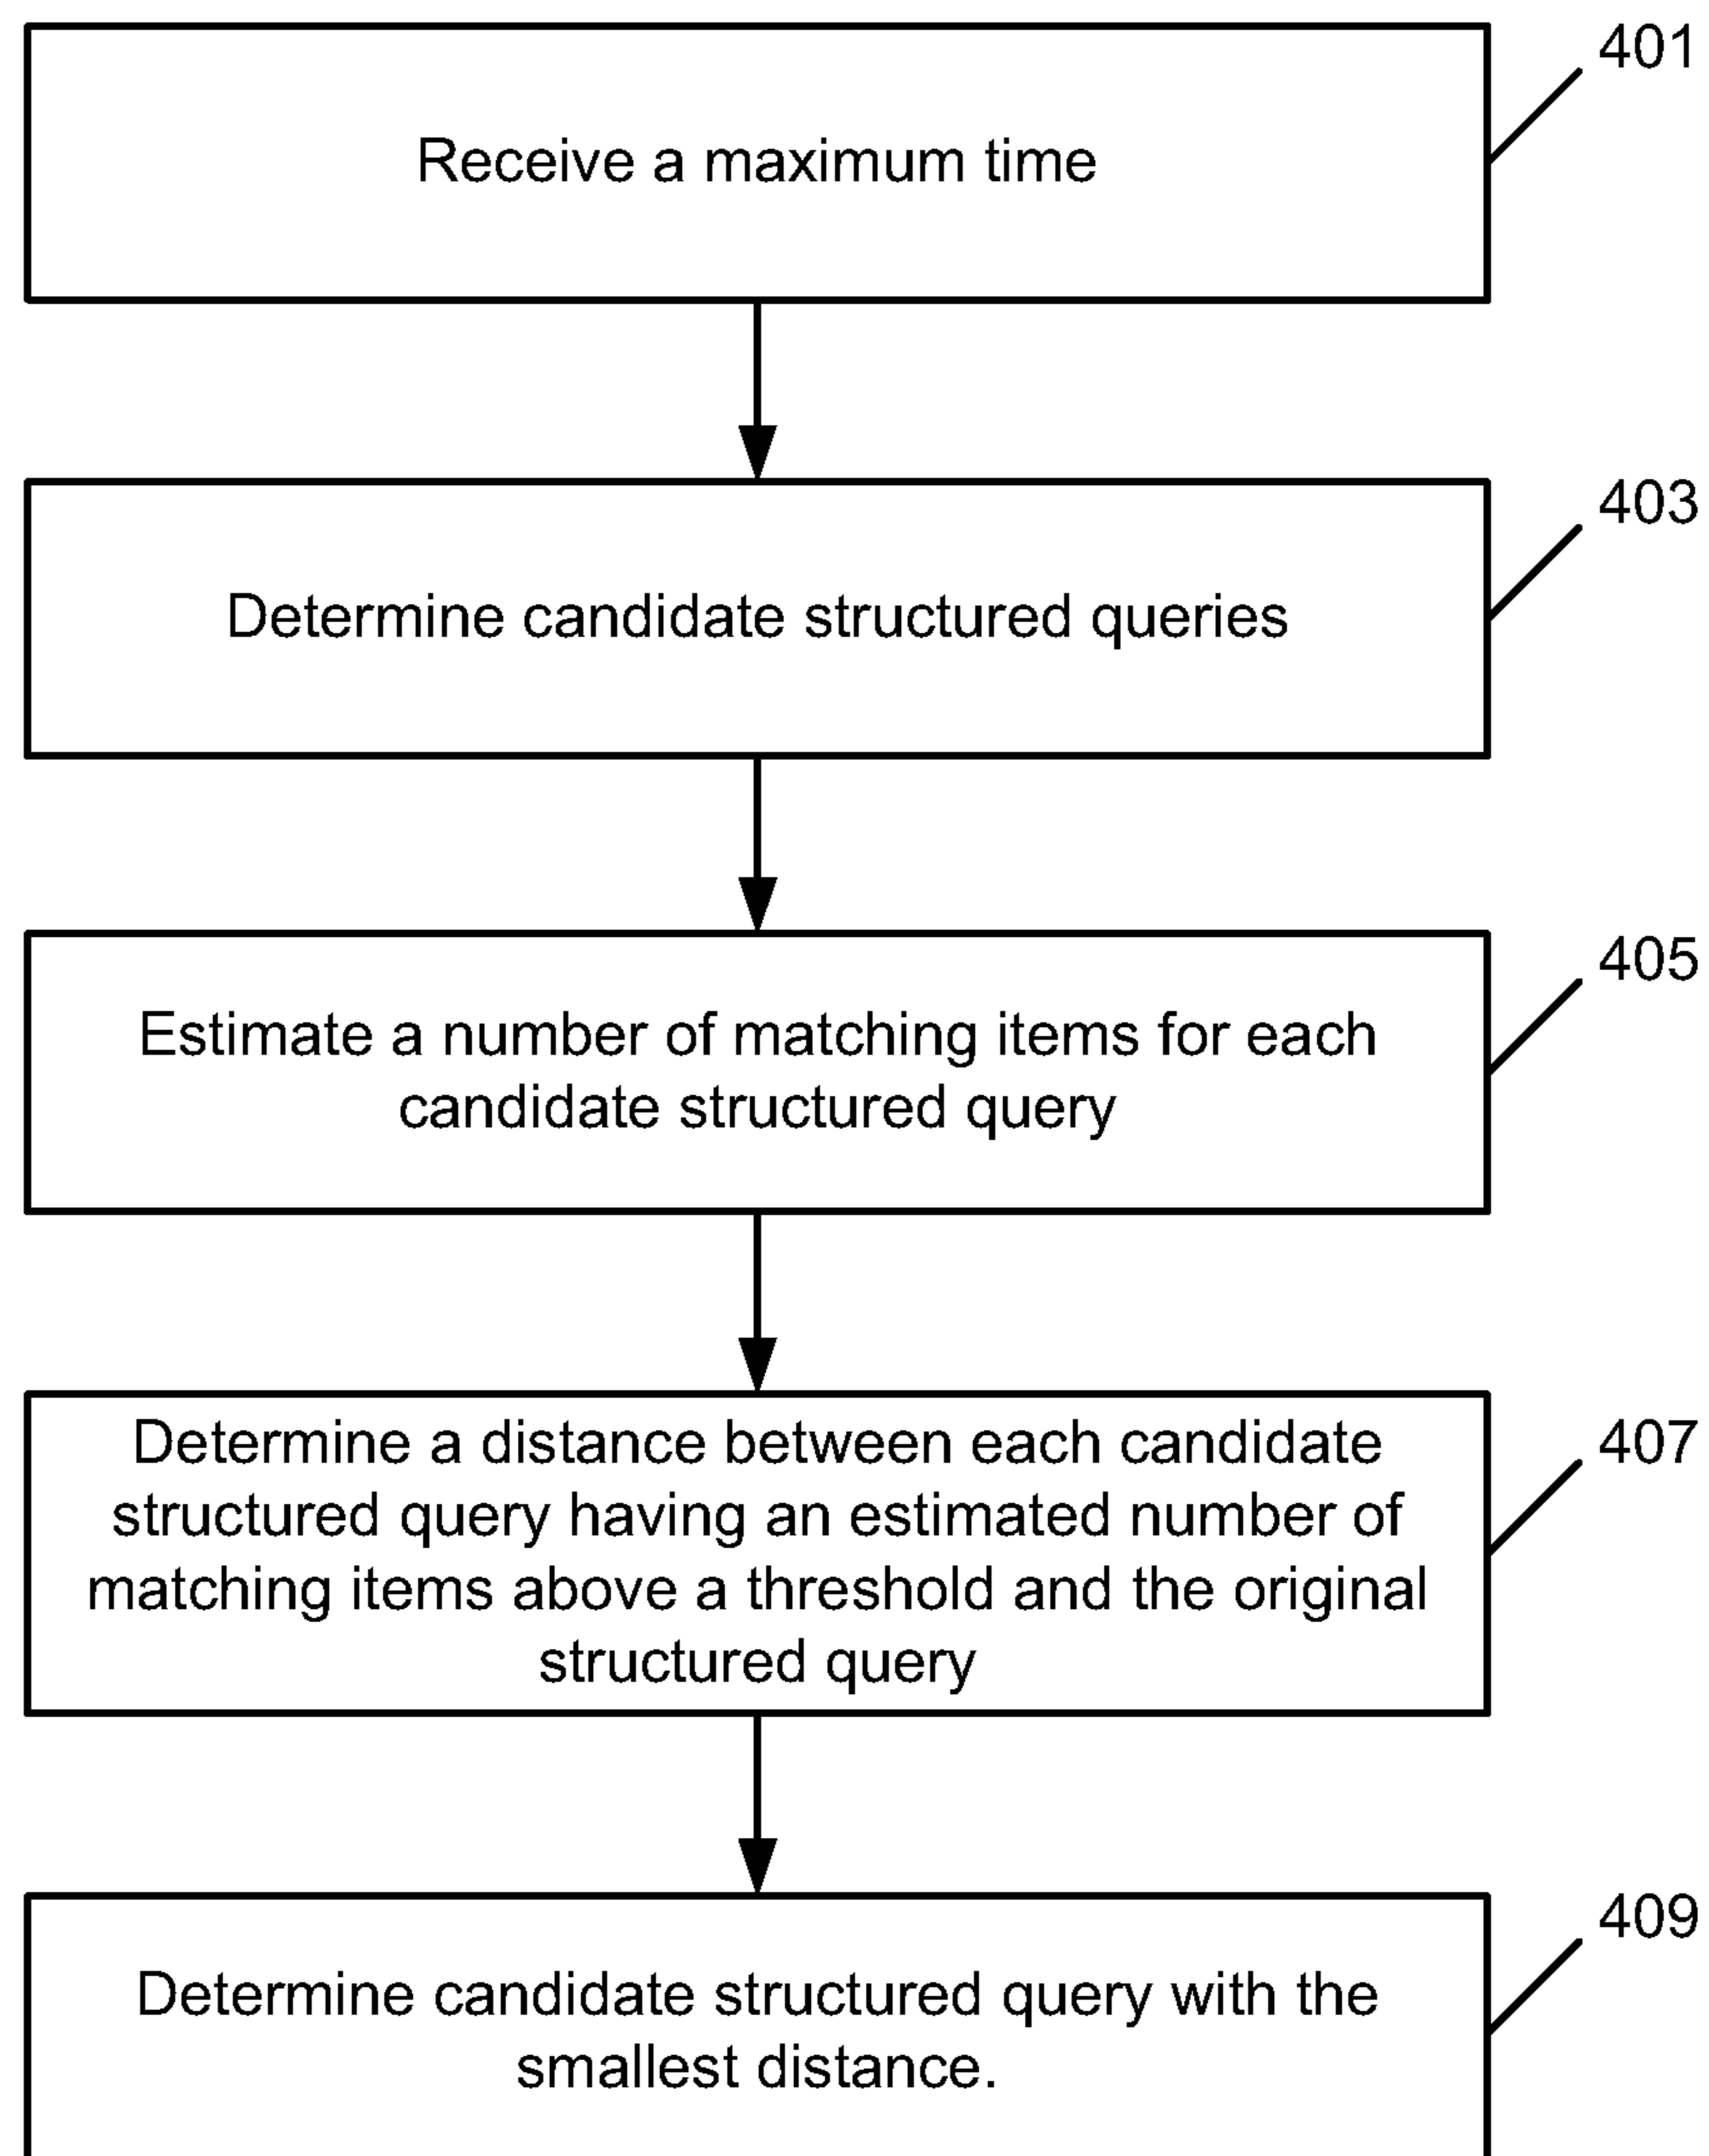 401
Receive a maximum time
403
Determine candidate structured queries
405
Estimate a number of matching items for each
candidate structured query
407
Determine a distance between each candidate
structured query having an estimated number of
matching items above a threshold and the original
structured query
409
Determine candidate structured query with the
smallest distance.